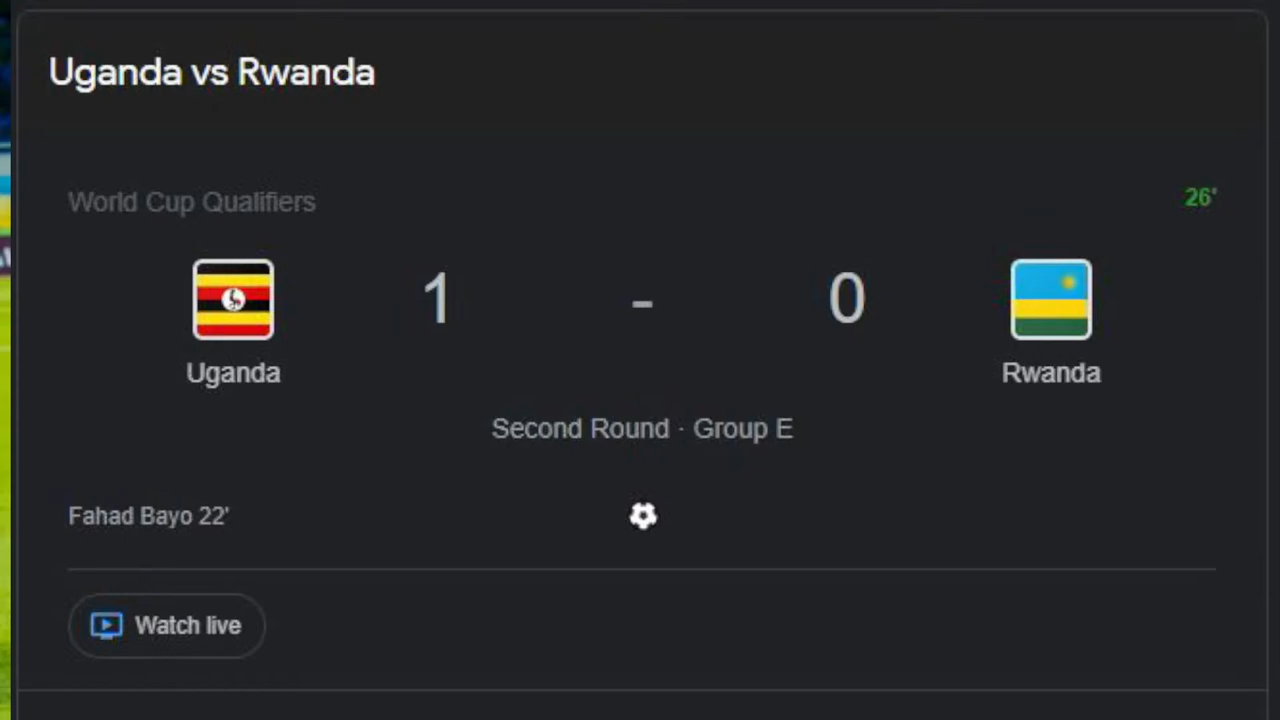 Uganda vs Rwanda
World Cup Qualifiers
26'
1 - 0
Uganda
Rwanda
Second Round · Group E
Fahad Bayo 22'
Watch live